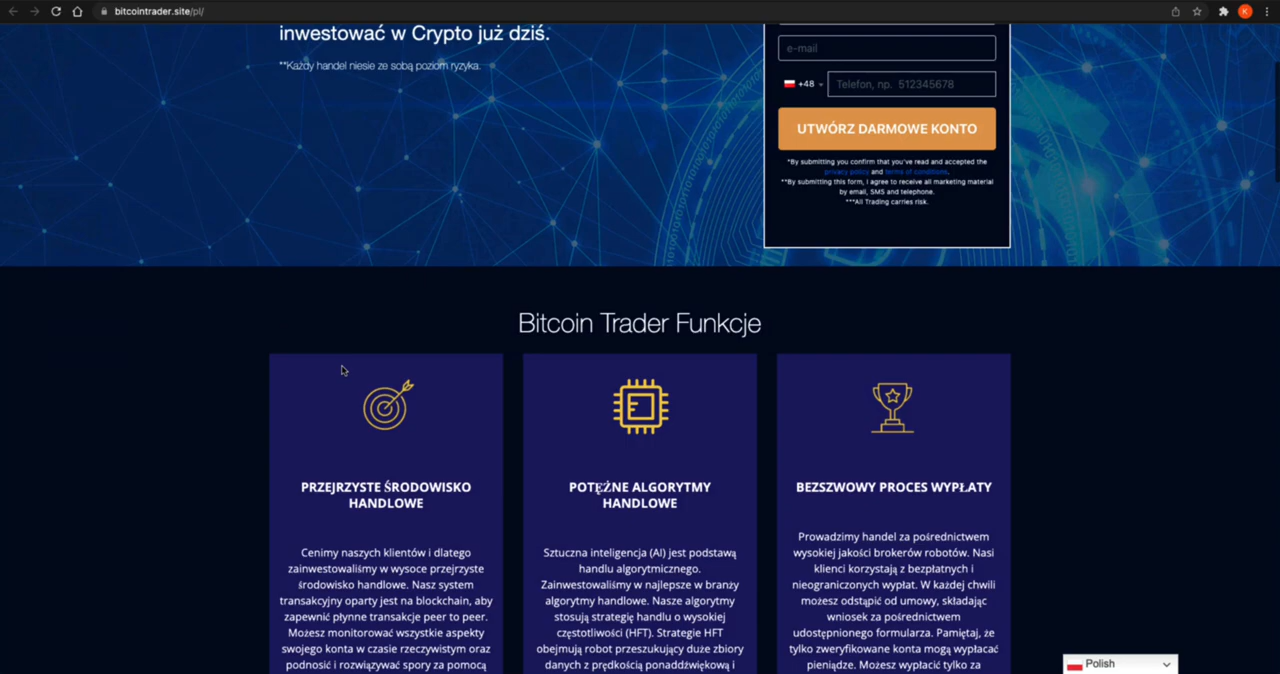 bitcointrader.site/pl/
K
inwestować w Crypto już dziś.
**Każdy handel niesie ze sobą poziom ryzyka.
e-mail
+48
Telefon, np. 512345678
UTWÓRZ DARMOWE KONTO
*By submitting you confirm that you've read and accepted the
privacy policy and terms of conditions.
**By submitting this form, I agree to receive all marketing material
by email, SMS and telephone.
***All Trading carries risk.
Bitcoin Trader Funkcje
PRZEJRZYSTE ŚRODOWISKO
HANDLOWE
Cenimy naszych klientów i dlatego
zainwestowaliśmy w wysoce przejrzyste
środowisko handlowe. Nasz system
transakcyjny oparty jest na blockchain, aby
zapewnić płynne transakcje peer to peer.
Możesz monitorować wszystkie aspekty
swojego konta w czasie rzeczywistym oraz
podnosić i rozwiązywać spory za pomocą
POTĘŻNE ALGORYTMY
HANDLOWE
Sztuczna inteligencja (AI) jest podstawą
handlu algorytmicznego.
Zainwestowaliśmy w najlepsze w branży
algorytmy handlowe. Nasze algorytmy
stosują strategię handlu o wysokiej
częstotliwości (HFT). Strategie HFT
obejmują robot przeszukujący duże zbiory
danych z prędkością ponaddźwiękową i
BEZSZWOWY PROCES WYPŁATY
Prowadzimy handel za pośrednictwem
wysokiej jakości brokerów robotów. Nasi
klienci korzystają z bezpłatnych i
nieograniczonych wypłat. W każdej chwili
możesz odstąpić od umowy, składając
wniosek za pośrednictwem
udostępnionego formularza. Pamiętaj, że
tylko zweryfikowane konta mogą wypłacać
pieniądze. Możesz wypłacić tylko za
Polish